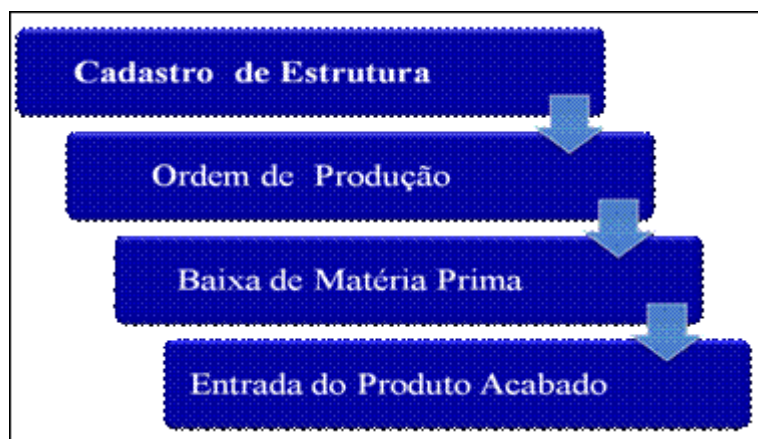 Cadastro de Estrutura
Ordem de Produção
Baixa de Matéria Prima
Entrada do Produto Acabado